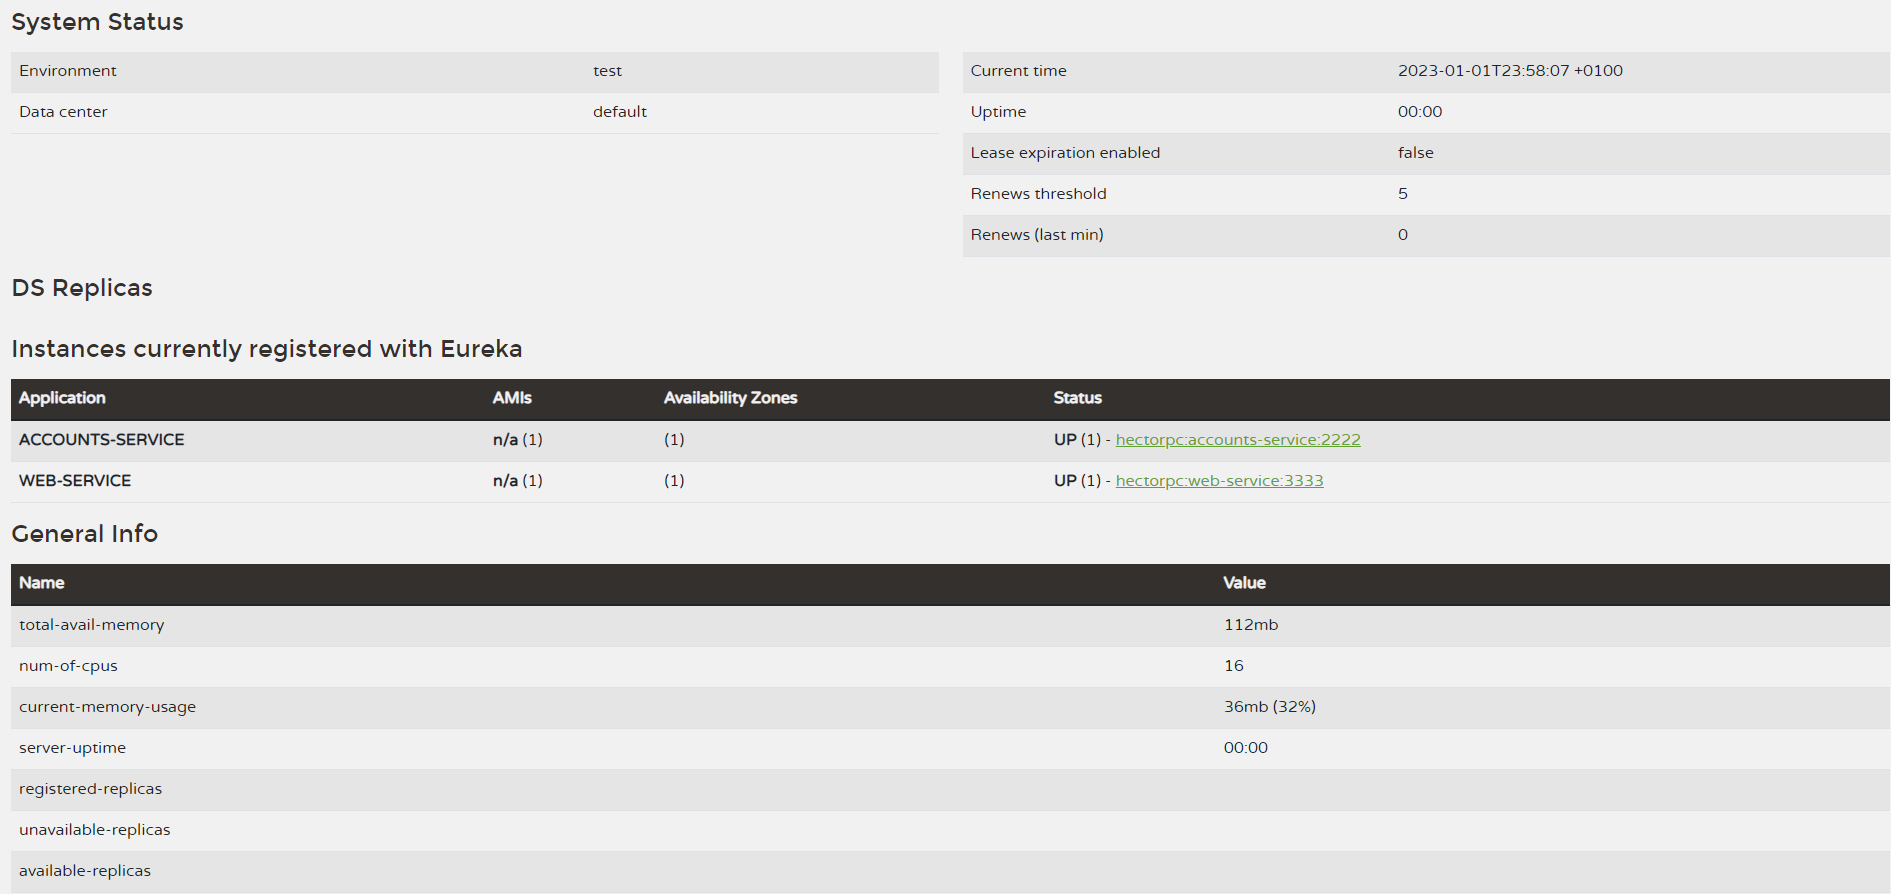 System Status
Environment test
Data center default
Current time 2023-01-01T23:58:07 +0100
Uptime 00:00
Lease expiration enabled false
Renews threshold 5
Renews (last min) 0
DS Replicas
Instances currently registered with Eureka
Application AMIs Availability Zones Status
ACCOUNTS-SERVICE n/a (1) (1) UP (1) - hectorpc:accounts-service:2222
WEB-SERVICE n/a (1) (1) UP (1) - hectorpc:web-service:3333
General Info
Name Value
total-avail-memory 112mb
num-of-cpus 16
current-memory-usage 36mb (32%)
server-uptime 00:00
registered-replicas
unavailable-replicas
available-replicas